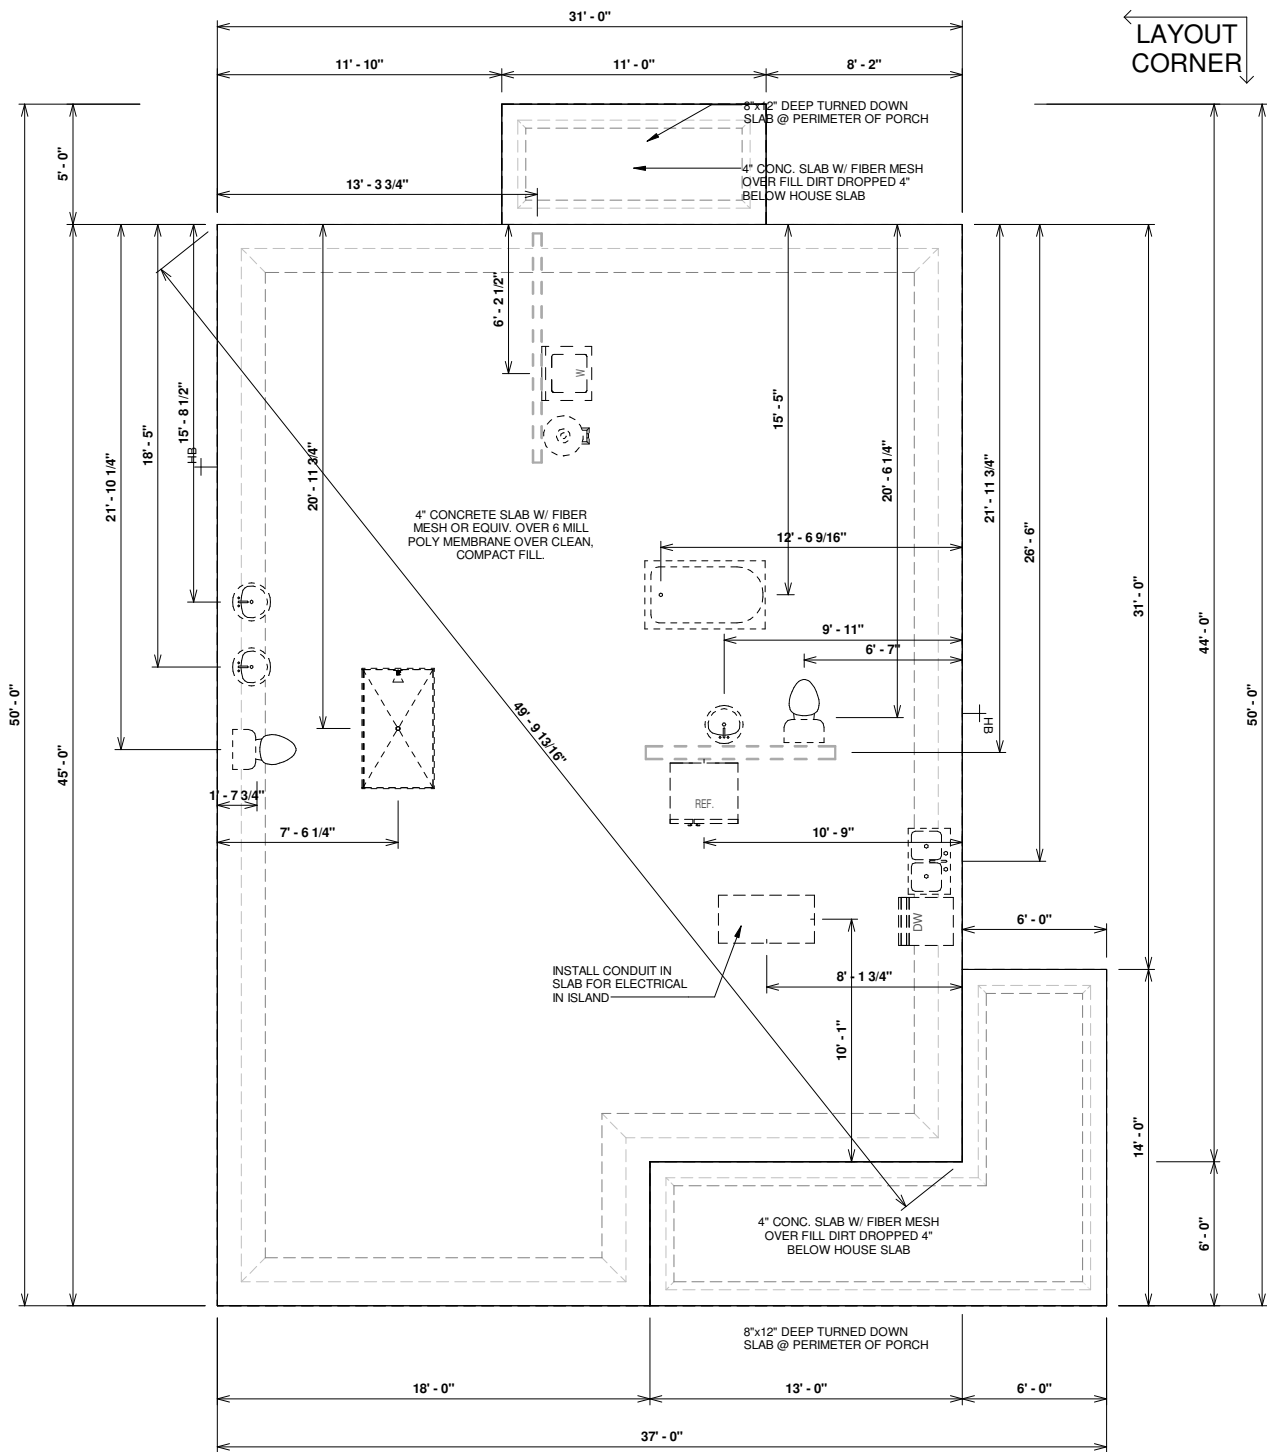 31' - 0"
LAYOUT
CORNER
11' - 10"
11' - 0"
8' - 2"
8"x12" DEEP TURNED DOWN
SLAB @ PERIMETER OF PORCH
5' - 0"
4" CONC. SLAB W/ FIBER MESH
OVER FILL DIRT DROPPED 4"
BELOW HOUSE SLAB
13' - 3 3/4"
6' - 2 1/2"
W
15' - 8 1/2"
15' - 5"
18' - 5"
HB
21' - 10 1/4"
20' - 11 3/4"
20' - 6 1/4"
21' - 11 3/4"
26' - 6"
4" CONCRETE SLAB W/ FIBER
MESH OR EQUIV. OVER 6 MILL
POLY MEMBRANE OVER CLEAN,
COMPACT FILL.
12' - 6 9/16"
31' - 0"
44' - 0"
9' - 11"
6' - 7"
50' - 0"
45' - 0"
50' - 0"
49' - 9 13/16"
HB
1' - 7 3/4"
REF.
7' - 6 1/4"
10' - 9"
DW
6' - 0"
INSTALL CONDUIT IN
SLAB FOR ELECTRICAL
IN ISLAND
8' - 1 3/4"
10' - 1"
14' - 0"
4" CONC. SLAB W/ FIBER MESH
OVER FILL DIRT DROPPED 4"
BELOW HOUSE SLAB
6' - 0"
8"x12" DEEP TURNED DOWN
SLAB @ PERIMETER OF PORCH
18' - 0"
13' - 0"
6' - 0"
37' - 0"